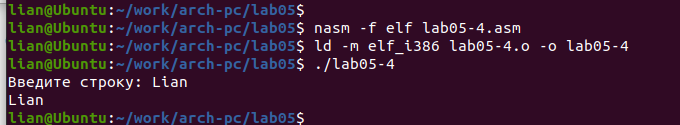 lian@Ubuntu:~/work/arch-pc/lab05$
lian@Ubuntu:~/work/arch-pc/lab05$ nasm -f elf lab05-4.asm
lian@Ubuntu:~/work/arch-pc/lab05$ ld -m elf_i386 lab05-4.o -o lab05-4
lian@Ubuntu:~/work/arch-pc/lab05$ ./lab05-4
Введите строку: Lian
Lian
lian@Ubuntu:~/work/arch-pc/lab05$